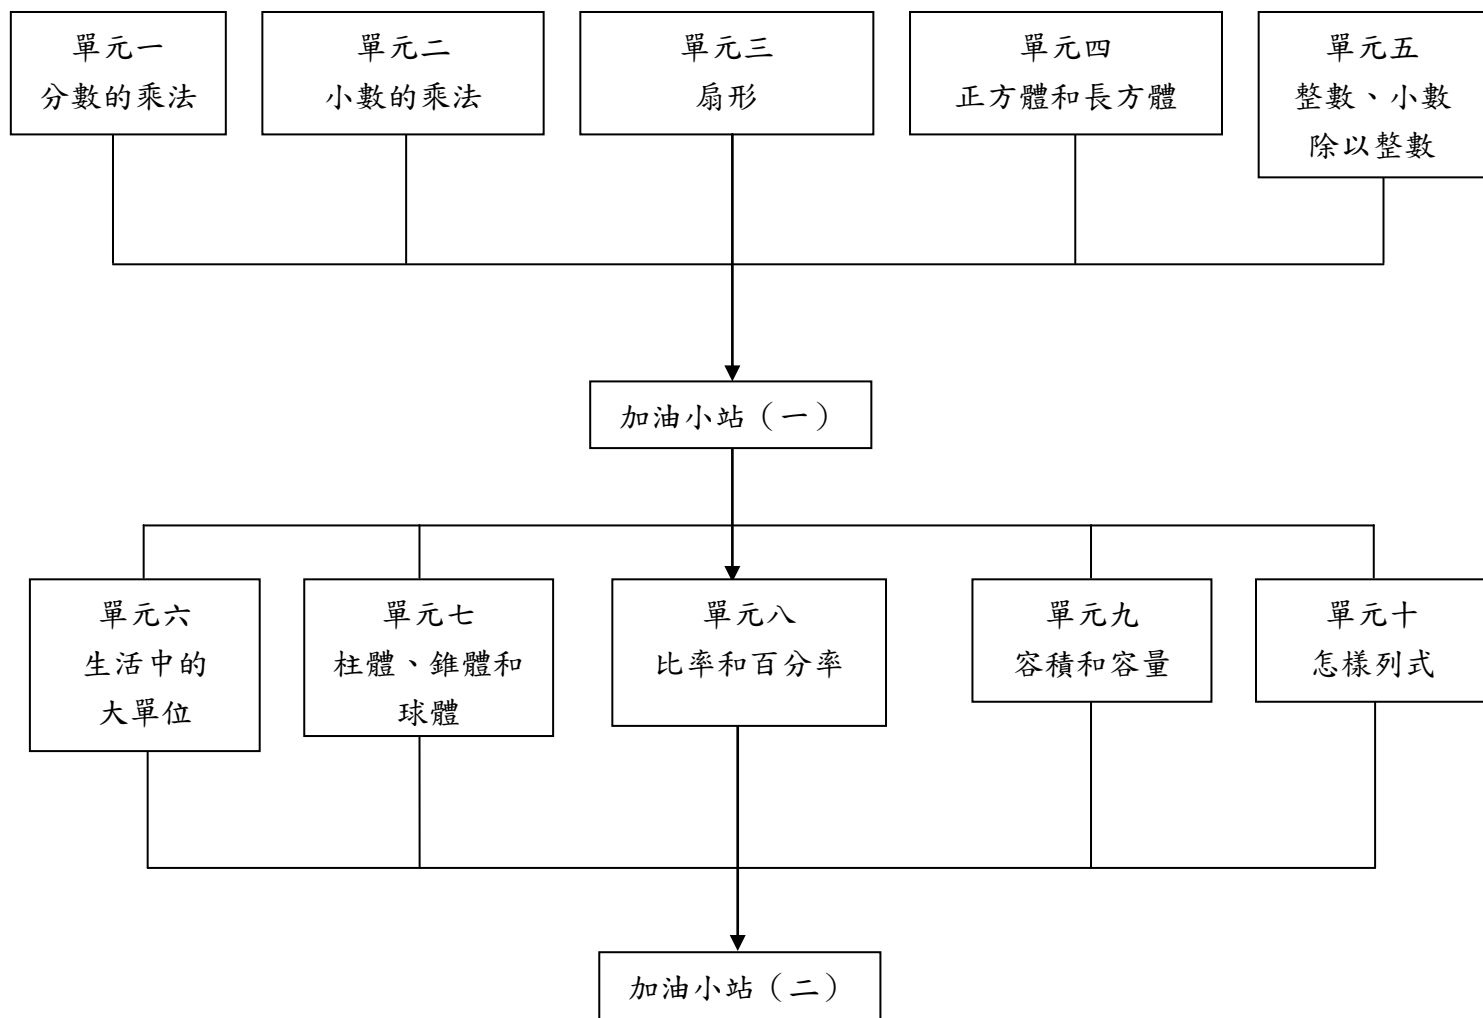 單元一
分數的乘法
單元二
小數的乘法
單元三
扇形
單元四
正方體和長方體
單元五
整數、小數
除以整數
加油小站（一）
單元六
生活中的
大單位
單元七
柱體、錐體和
球體
單元八
比率和百分率
單元九
容積和容量
單元十
怎樣列式
加油小站（二）